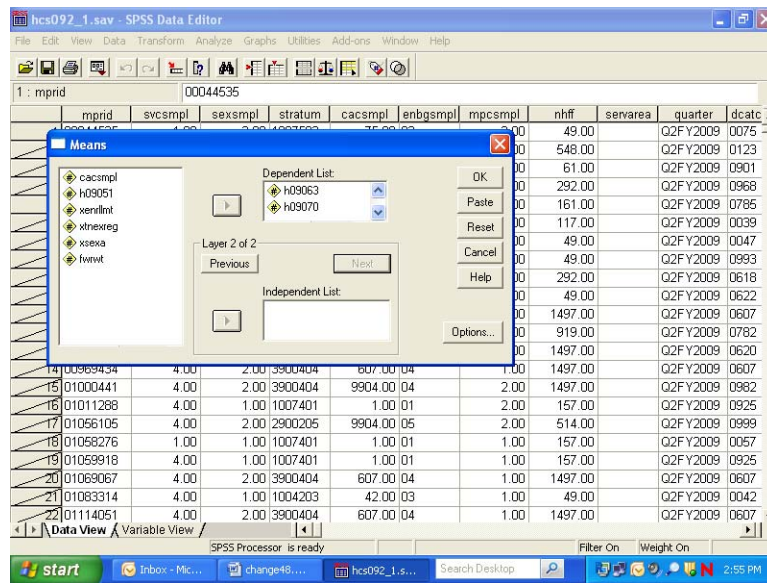 hcs092_1.sav - SPSS Data Editor
File Edit View Data Transform Analyze Graphs Utilities Add-ons Window Help
1 : mprid 00044535
mprid svcsmpl sexsmpl stratum cacsmpl enbgsmpl mpcsmpl nhff servarea quarter dcatc
49.00 Q2FY2009 0075
548.00 Q2FY2009 0123
61.00 Q2FY2009 0901
292.00 Q2FY2009 0968
161.00 Q2FY2009 0785
117.00 Q2FY2009 0039
49.00 Q2FY2009 0047
49.00 Q2FY2009 0993
292.00 Q2FY2009 0618
49.00 Q2FY2009 0622
1497.00 Q2FY2009 0607
919.00 Q2FY2009 0782
1497.00 Q2FY2009 0620
Means
cacsmpl
h09051
xenrllmt
xtnexreg
xsexa
fwrwt
Dependent List:
h09063
h09070
Layer 2 of 2
Previous Next
Independent List:
OK
Paste
Reset
Cancel
Help
Options...
14 00969434 4.00 2.00 3900404 607.00 04 1.00 1497.00 Q2FY2009 0607
15 01000441 4.00 2.00 3900404 9904.00 04 2.00 1497.00 Q2FY2009 0982
16 01011288 4.00 1.00 1007401 1.00 01 2.00 157.00 Q2FY2009 0925
17 01056105 4.00 2.00 2900205 9904.00 05 2.00 514.00 Q2FY2009 0999
18 01058276 1.00 1.00 1007401 1.00 01 1.00 157.00 Q2FY2009 0057
19 01059918 4.00 1.00 1007401 1.00 01 1.00 157.00 Q2FY2009 0925
20 01069067 4.00 2.00 3900404 607.00 04 1.00 1497.00 Q2FY2009 0607
21 01083314 4.00 1.00 1004203 42.00 03 1.00 49.00 Q2FY2009 0042
22 01114051 4.00 2.00 3900404 607.00 04 1.00 1497.00 Q2FY2009 0607
Data View Variable View
SPSS Processor is ready Filter On Weight On
start Inbox - Mic... change48.... hcs092_1.s... Search Desktop 2:55 PM